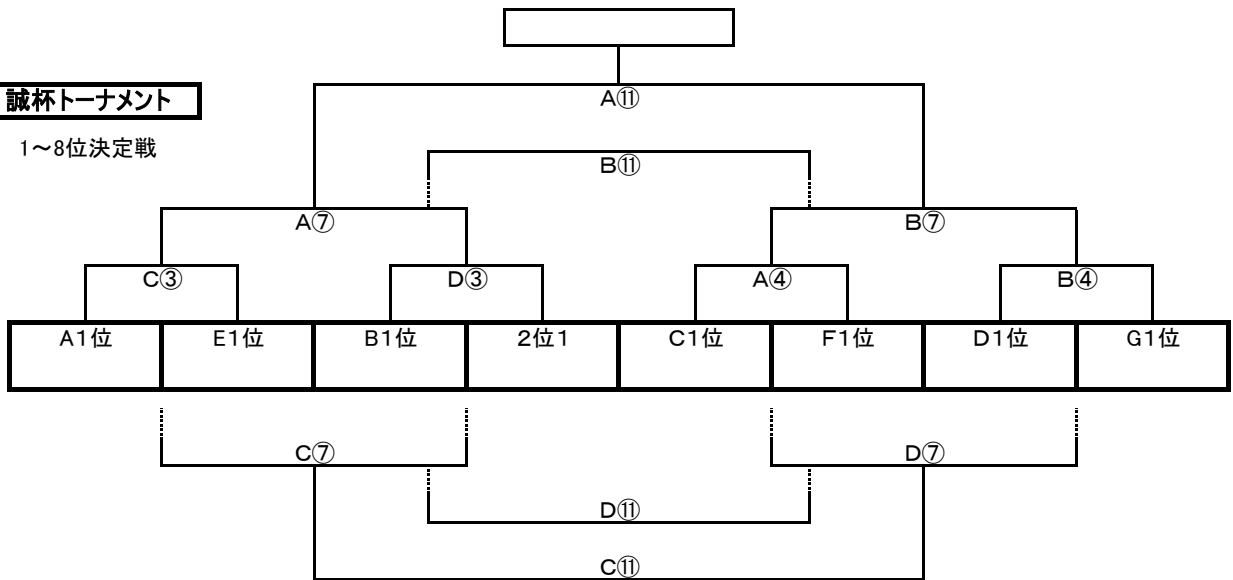 A⑪
誠杯トーナメント
1～8位決定戦
B⑪
A⑦ B⑦
C③ D③ A④ B④
A1位 E1位 B1位 2位1 C1位 F1位 D1位 G1位
C⑦ D⑦
D⑪
C⑪